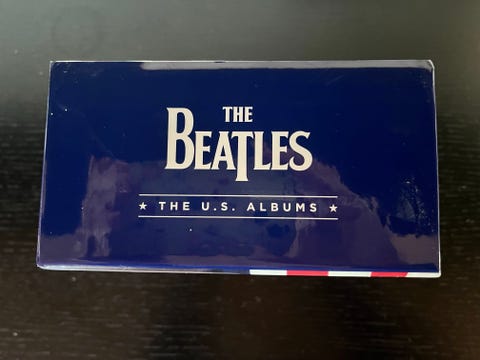 THE
BEATLES
★ THE U.S. ALBUMS ★